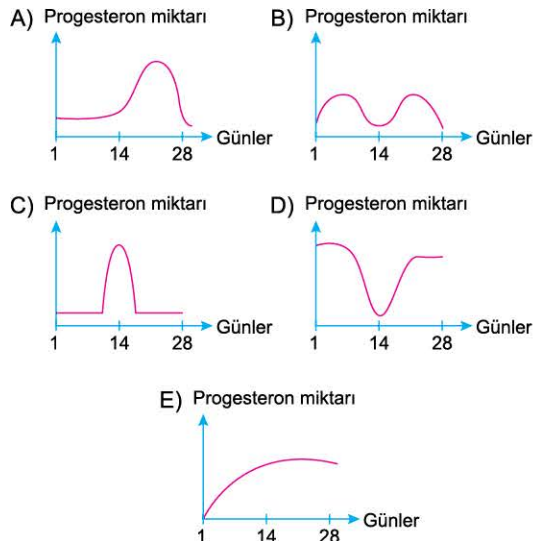 A) Progesteron miktarı
Günler
1 14 28
B) Progesteron miktarı
Günler
1 14 28
C) Progesteron miktarı
Günler
1 14 28
D) Progesteron miktarı
Günler
1 14 28
E) Progesteron miktarı
Günler
1 14 28